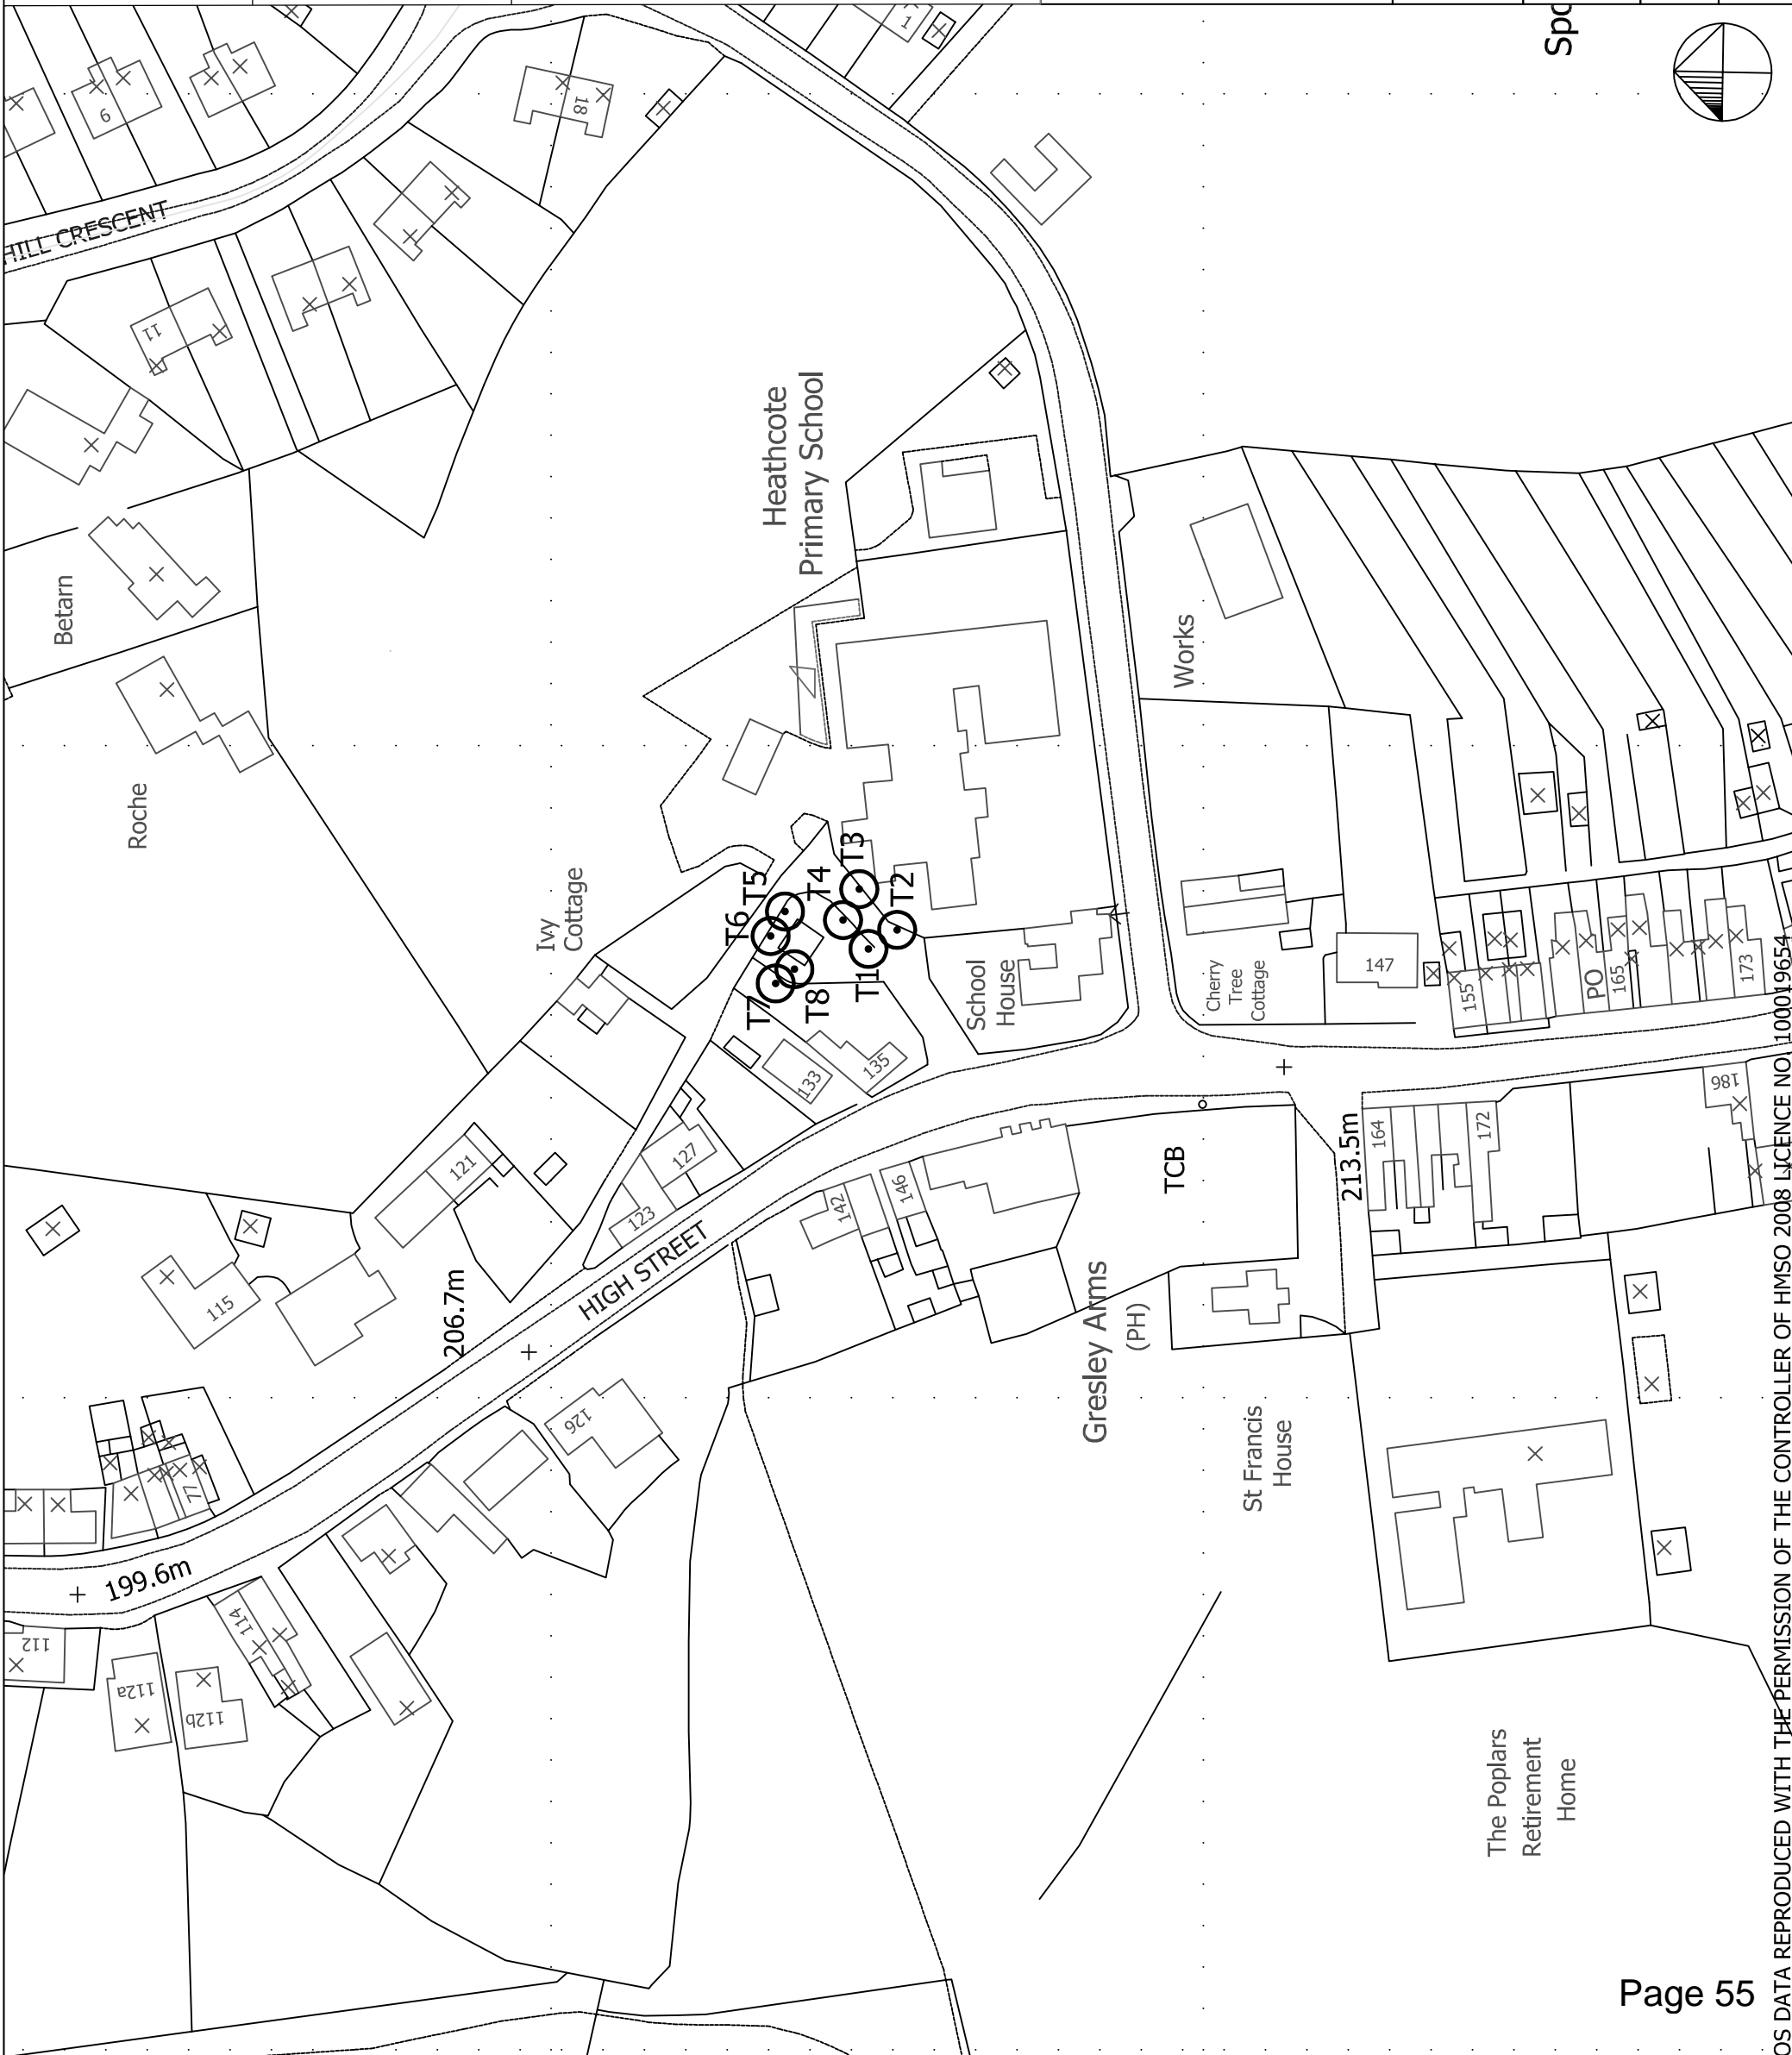 HILL CRESCENT
9
1
18
11
Betarn
Roche
Heathcote
Primary School
Works
Ivy
Cottage
T3
T4
T5
T2
T6
T1
T8
T7
School
House
Cherry
Tree
Cottage
147
155
PO
165
173
133
135
127
123
121
115
142
146
TCB
213.5m
164
172
186
HIGH STREET
206.7m
Gresley Arms
(PH)
St Francis
House
126
77
199.6m
112
112a
112b
114
The Poplars
Retirement
Home
Page 55
OS DATA REPRODUCED WITH THE PERMISSION OF THE CONTROLLER OF HMSO 2008 LICENCE NO. 100019654